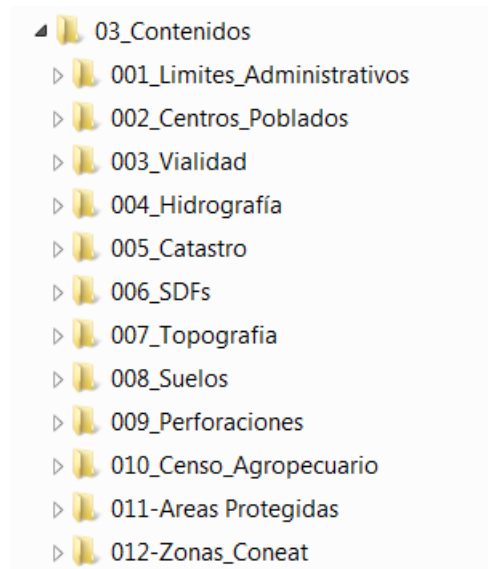 03_Contenidos
001_Limites_Administrativos
002_Centros_Poblados
003_Vialidad
004_Hidrografía
005_Catastro
006_SDFs
007_Topografia
008_Suelos
009_Perforaciones
010_Censo_Agropecuario
011-Areas Protegidas
012-Zonas_Coneat